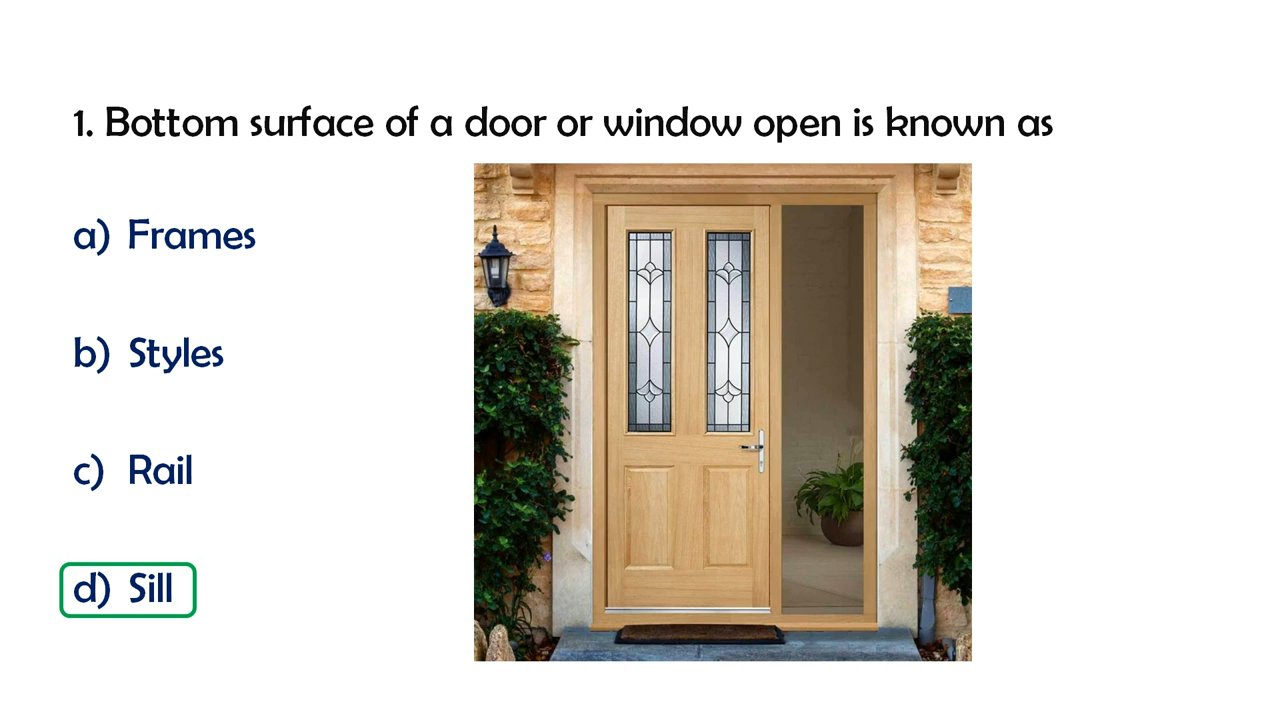 1. Bottom surface of a door or window open is known as
a) Frames
b) Styles
c) Rail
d) Sill